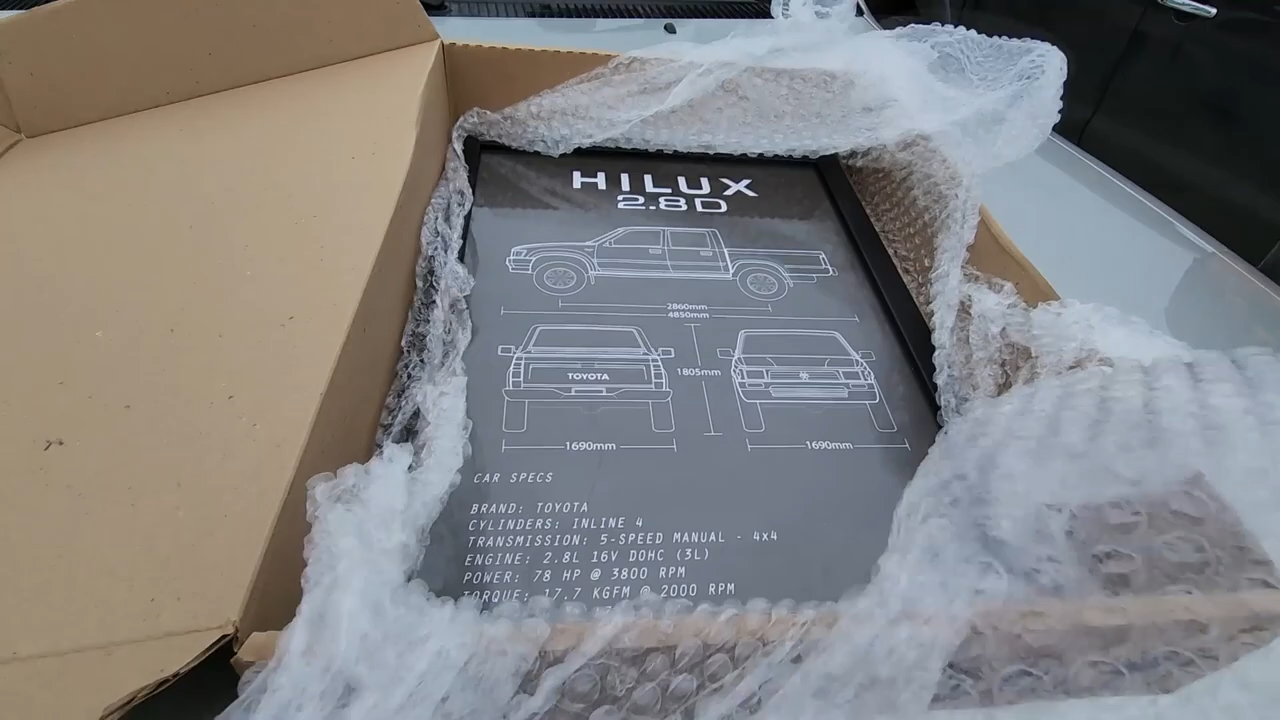 HILUX
2.8D
2860mm
4850mm
TOYOTA
1805mm
1690mm
1690mm
CAR SPECS
BRAND: TOYOTA
CYLINDERS: INLINE 4
TRANSMISSION: 5-SPEED MANUAL - 4x4
ENGINE: 2.8L 16V DOHC (3L)
POWER: 78 HP @ 3800 RPM
TORQUE: 17.7 KGFM @ 2000 RPM